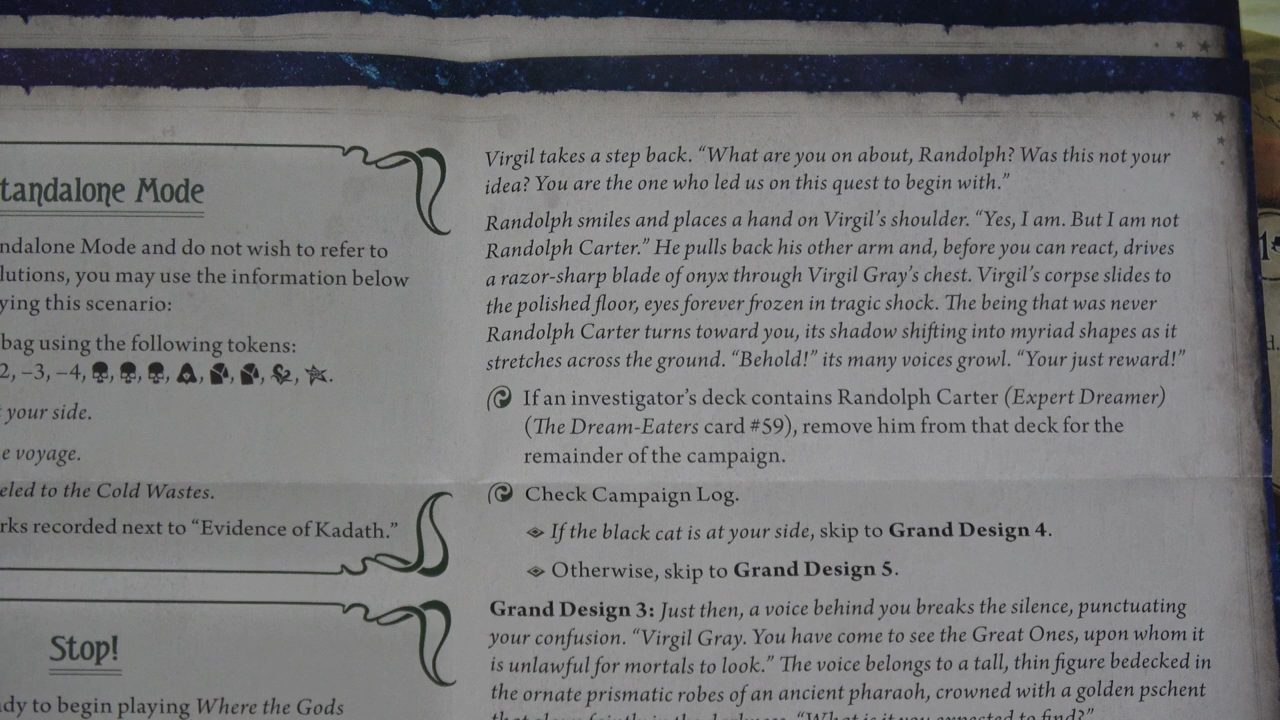 tandalone Mode
ndalone Mode and do not wish to refer to
lutions, you may use the information below
ying this scenario:
bag using the following tokens:
2, −3, −4, , , , , , , , .
your side.
e voyage.
eled to the Cold Wastes.
rks recorded next to “Evidence of Kadath.”
Stop!
dy to begin playing Where the Gods
Virgil takes a step back. “What are you on about, Randolph? Was this not your
idea? You are the one who led us on this quest to begin with.”
Randolph smiles and places a hand on Virgil’s shoulder. “Yes, I am. But I am not
Randolph Carter.” He pulls back his other arm and, before you can react, drives
a razor-sharp blade of onyx through Virgil Gray’s chest. Virgil’s corpse slides to
the polished floor, eyes forever frozen in tragic shock. The being that was never
Randolph Carter turns toward you, its shadow shifting into myriad shapes as it
stretches across the ground. “Behold!” its many voices growl. “Your just reward!”
If an investigator’s deck contains Randolph Carter (Expert Dreamer)
(The Dream-Eaters card #59), remove him from that deck for the
remainder of the campaign.
Check Campaign Log.
If the black cat is at your side, skip to Grand Design 4.
Otherwise, skip to Grand Design 5.
Grand Design 3: Just then, a voice behind you breaks the silence, punctuating
your confusion. “Virgil Gray. You have come to see the Great Ones, upon whom it
is unlawful for mortals to look.” The voice belongs to a tall, thin figure bedecked in
the ornate prismatic robes of an ancient pharaoh, crowned with a golden pschent
“What is it you expected to find?”